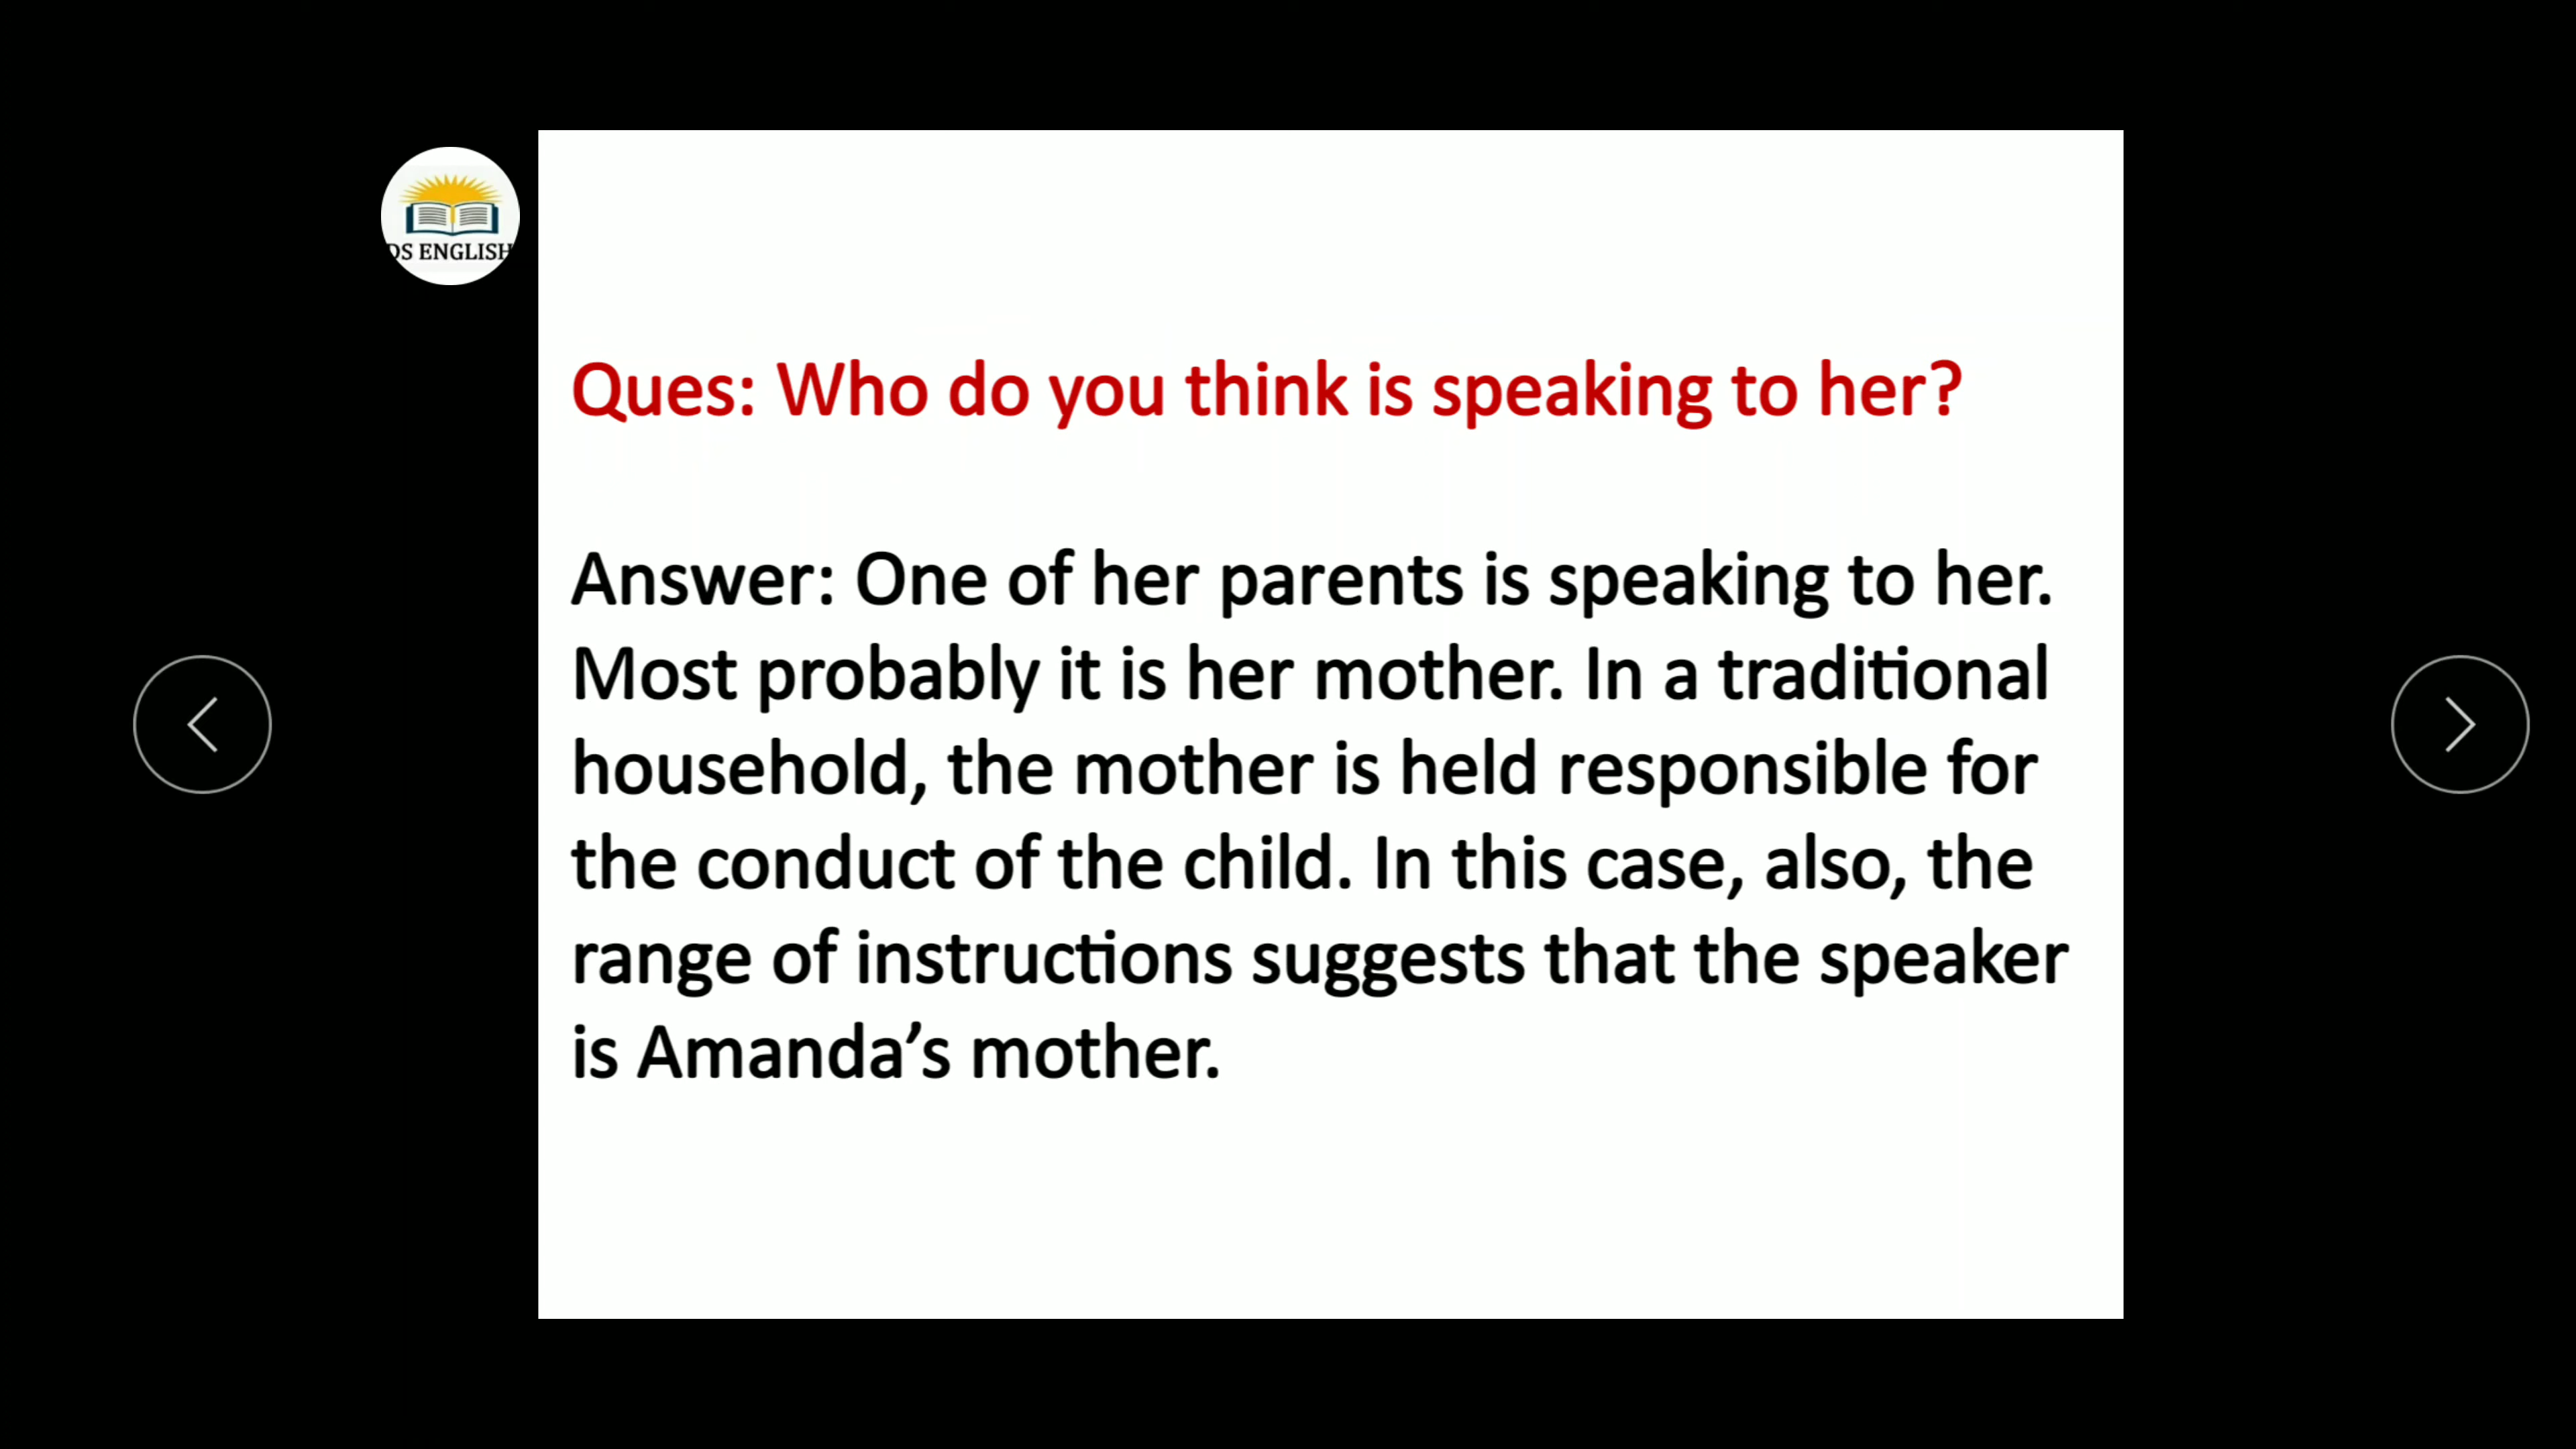 DS ENGLISH
Ques: Who do you think is speaking to her?
Answer: One of her parents is speaking to her.
Most probably it is her mother. In a traditional
household, the mother is held responsible for
the conduct of the child. In this case, also, the
range of instructions suggests that the speaker
is Amanda’s mother.